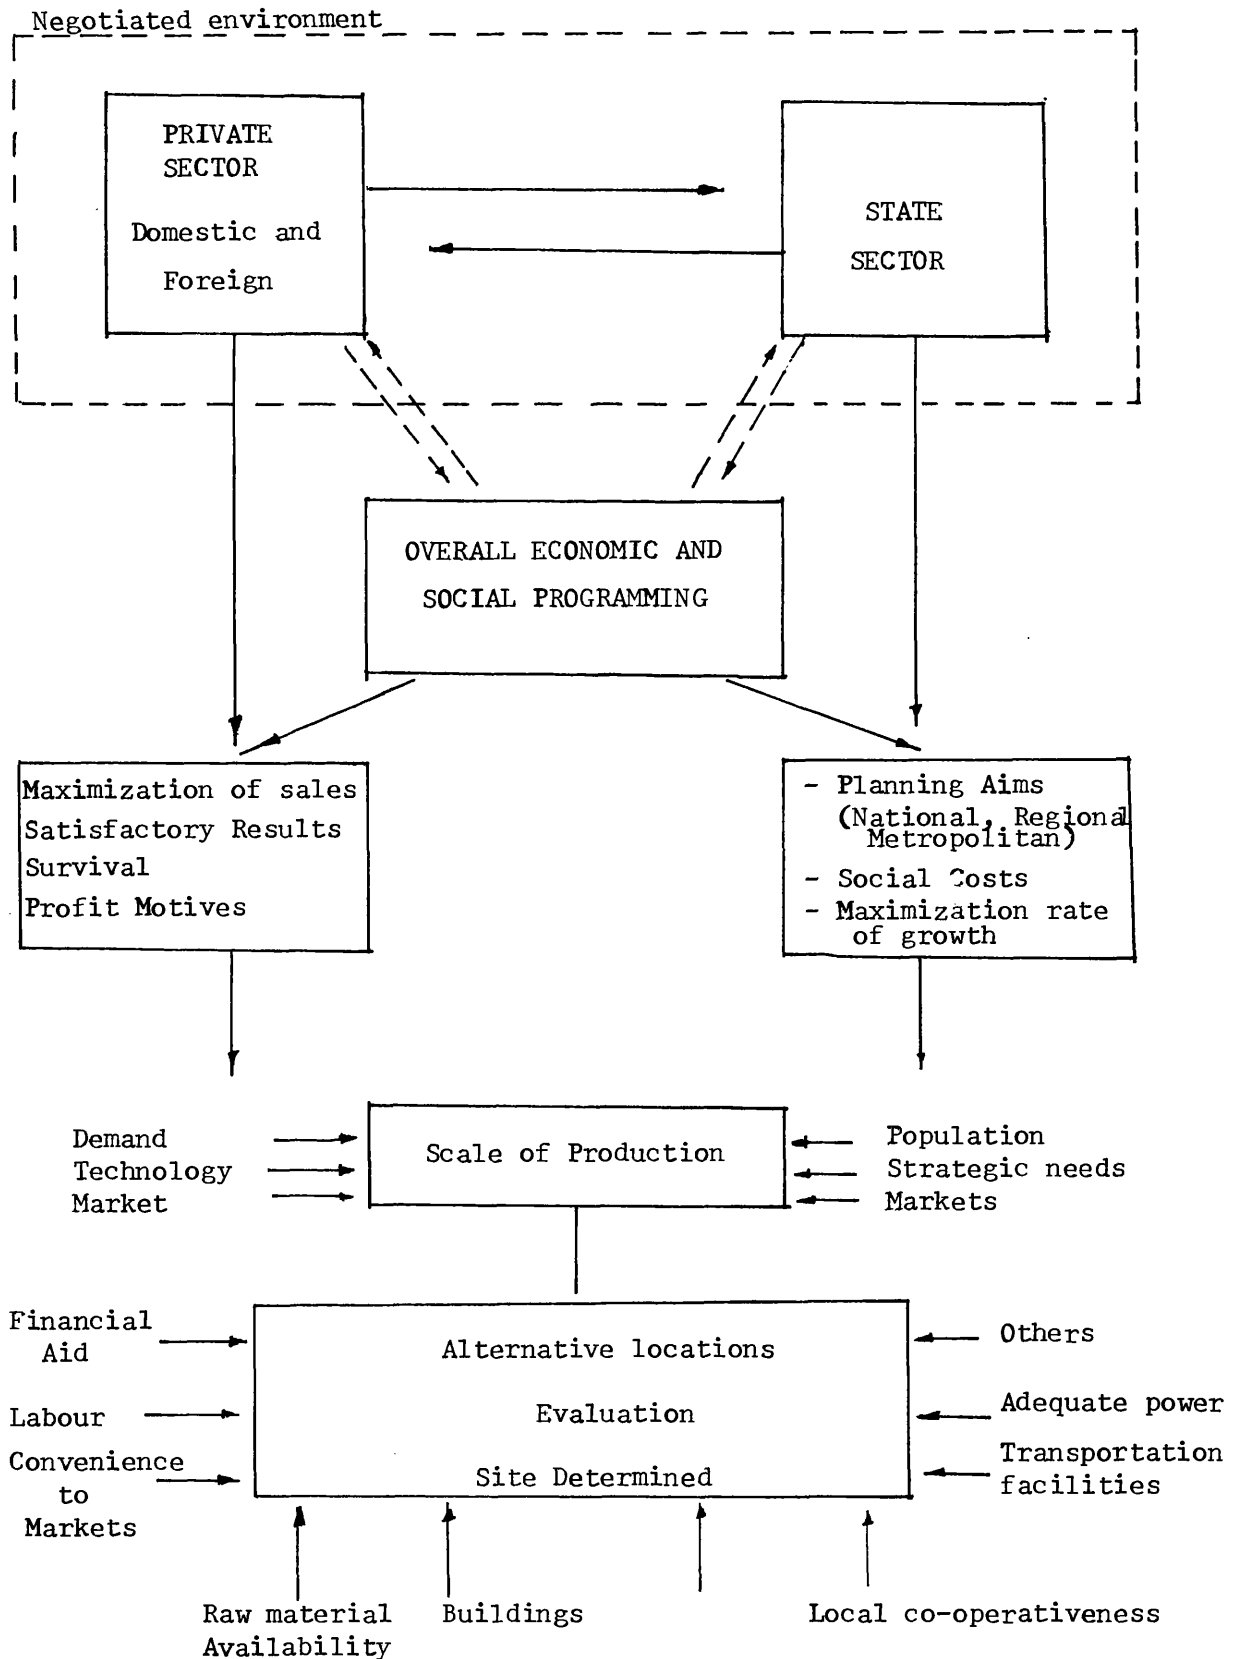 Negotiated environment
PRIVATE
SECTOR
Domestic and
Foreign
STATE
SECTOR
OVERALL ECONOMIC AND
SOCIAL PROGRAMMING
Maximization of sales
Satisfactory Results
Survival
Profit Motives
- Planning Aims
(National, Regional
Metropolitan)
- Social Costs
- Maximization rate
of growth
Demand
Technology
Market
Scale of Production
Population
Strategic needs
Markets
Financial
Aid
Labour
Convenience
to
Markets
Alternative locations
Evaluation
Site Determined
Others
Adequate power
Transportation
facilities
Raw material
Availability
Buildings
Local co-operativeness